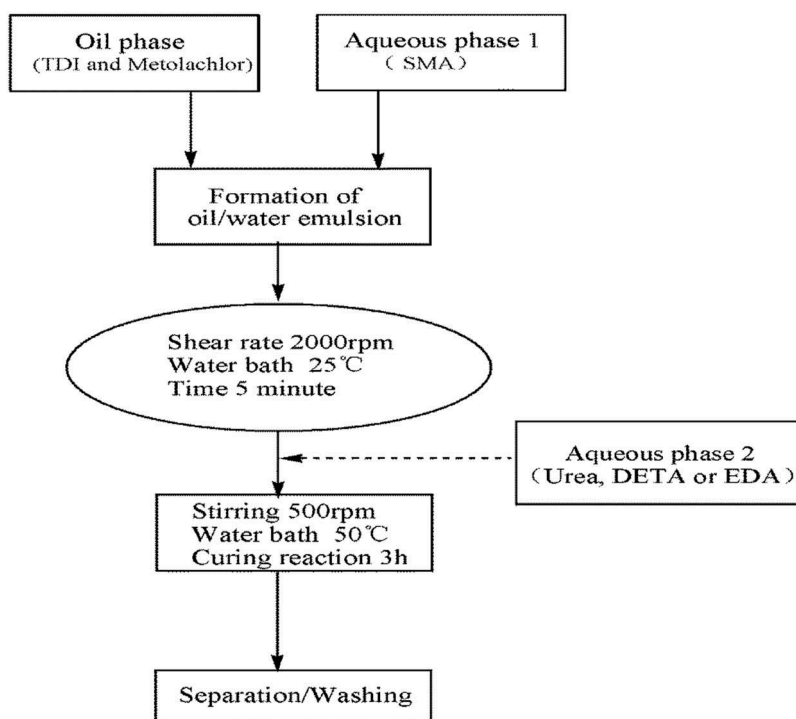 Oil phase
(TDI and Metolachlor)
Aqueous phase 1
( SMA )
Formation of
oil/water emulsion
Shear rate 2000rpm
Water bath 25℃
Time 5 minute
Aqueous phase 2
(Urea, DETA or EDA)
Stirring 500rpm
Water bath 50℃
Curing reaction 3h
Separation/Washing